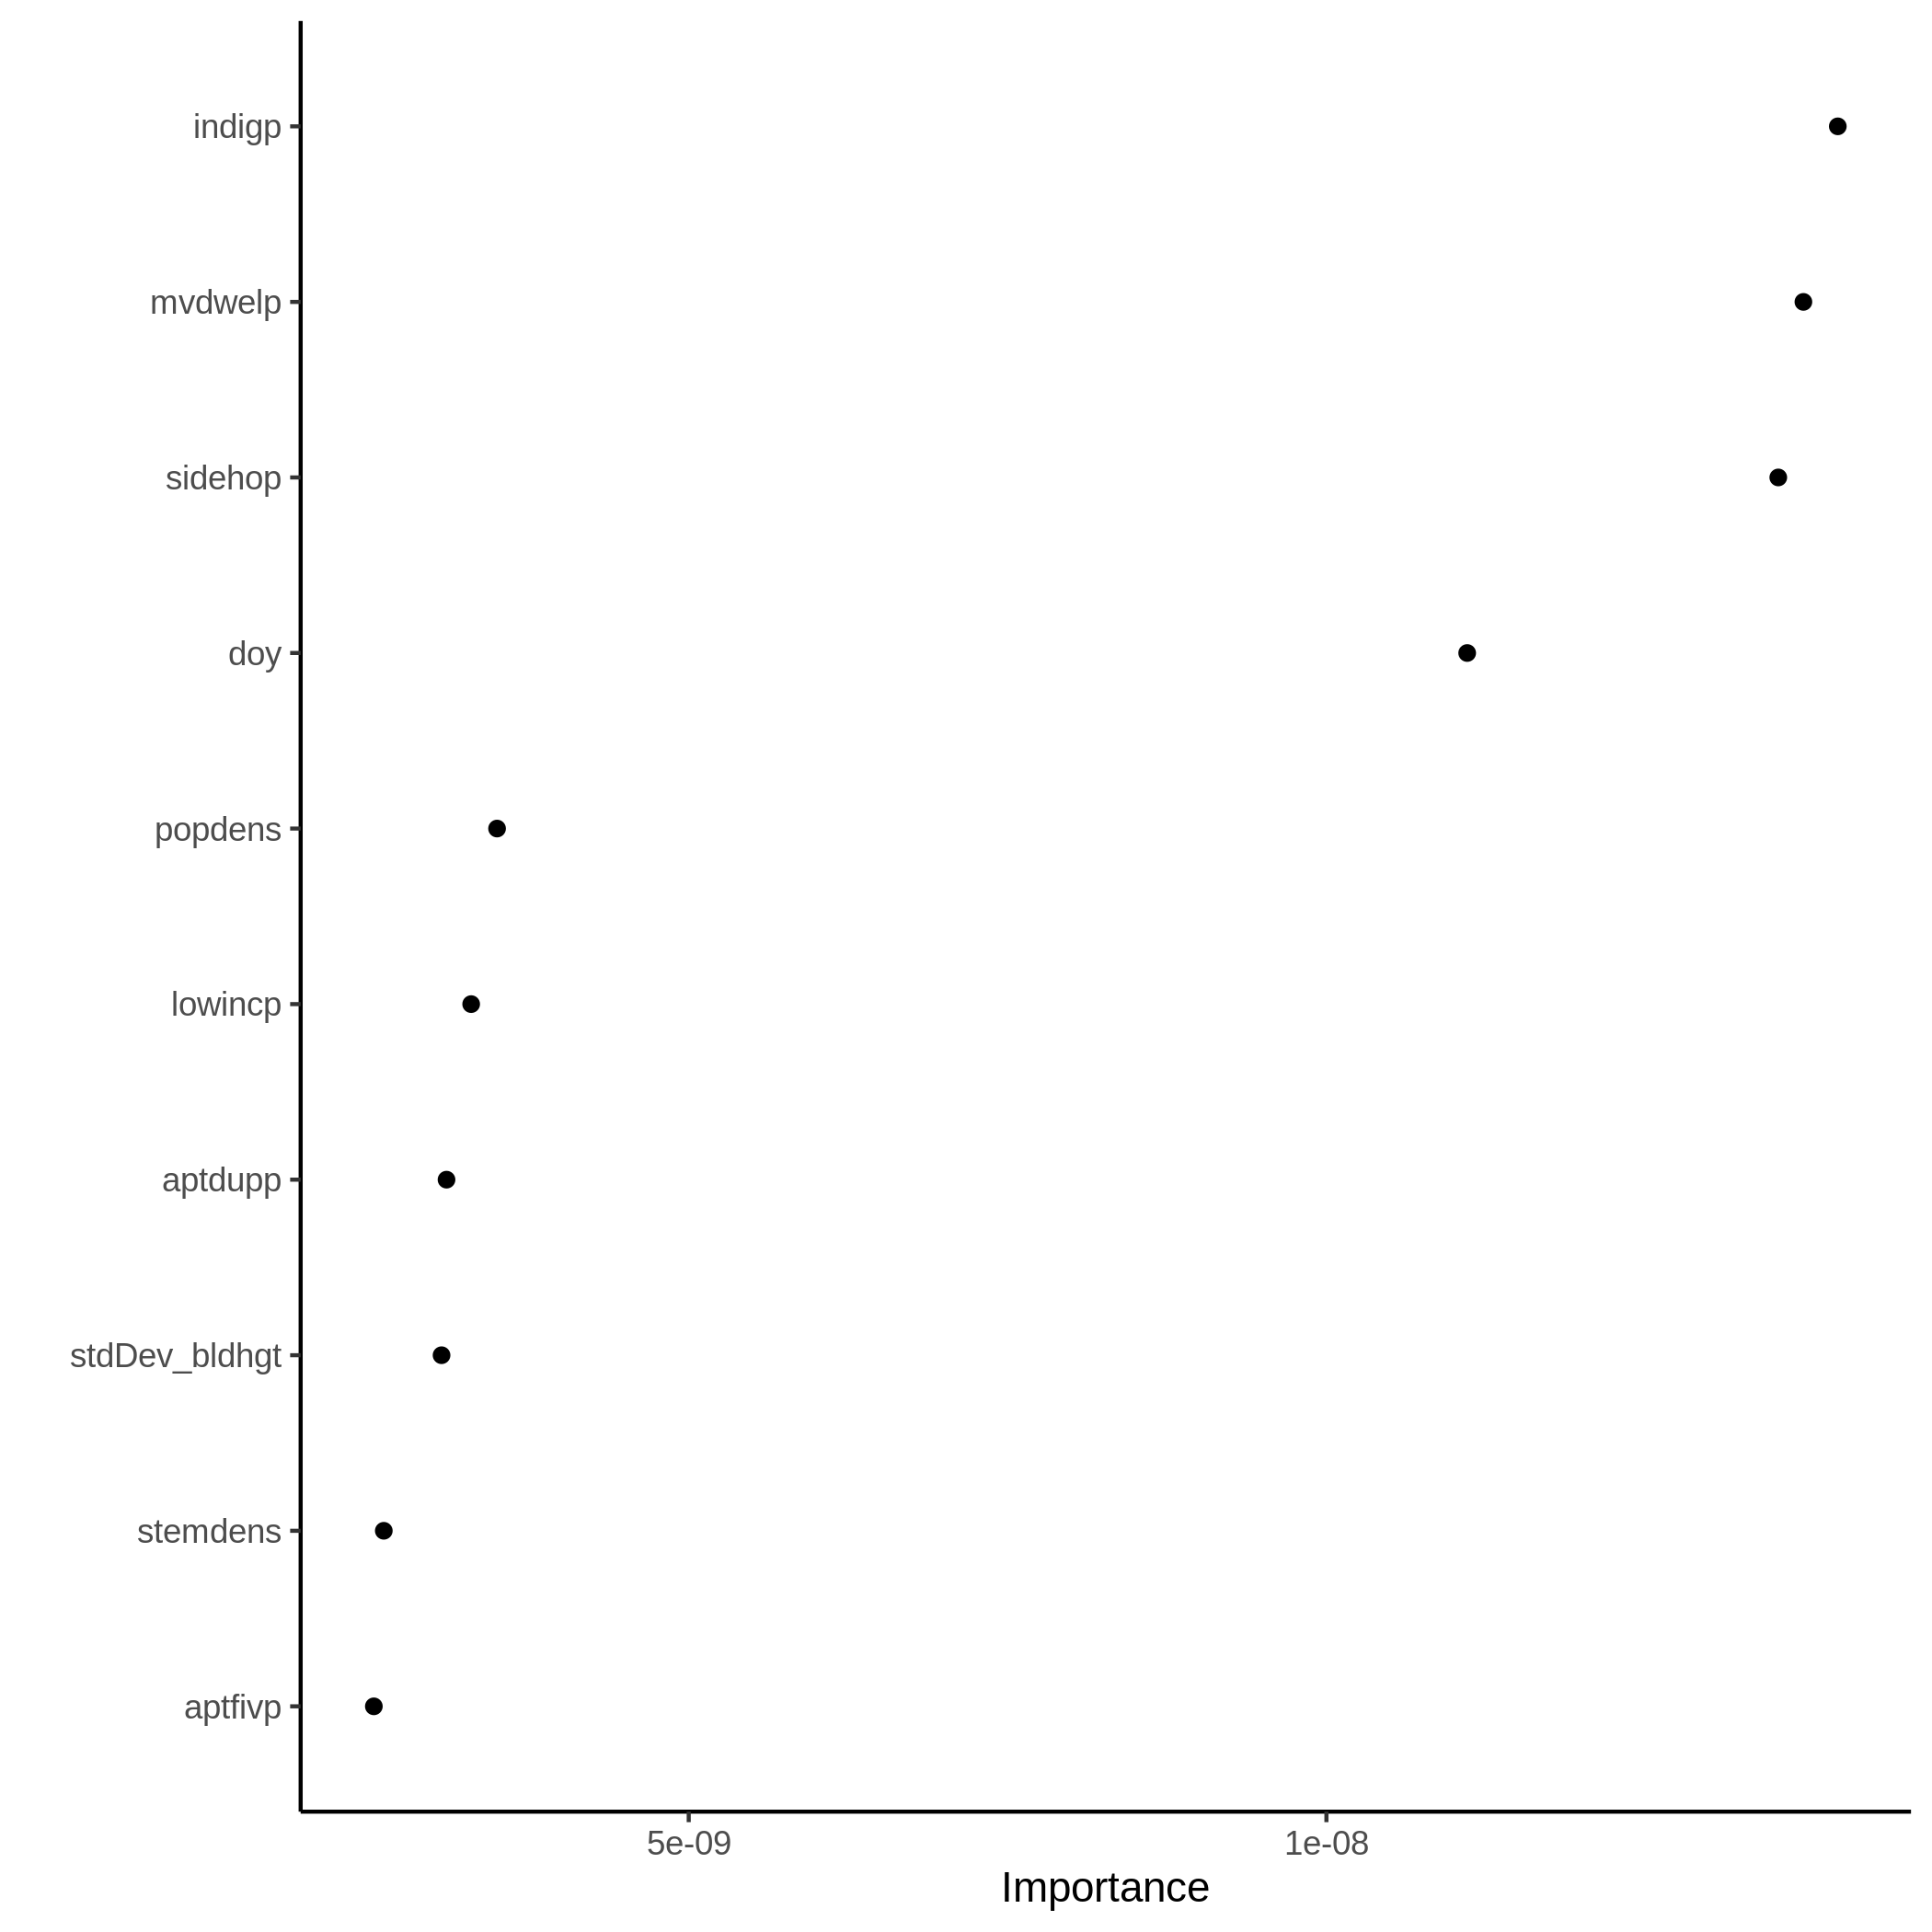 indigp
mvdwelp
sidehop
doy
popdens
lowincp
aptdupp
stdDev_bldhgt
stemdens
aptfivp
5e-09 1e-08
Importance